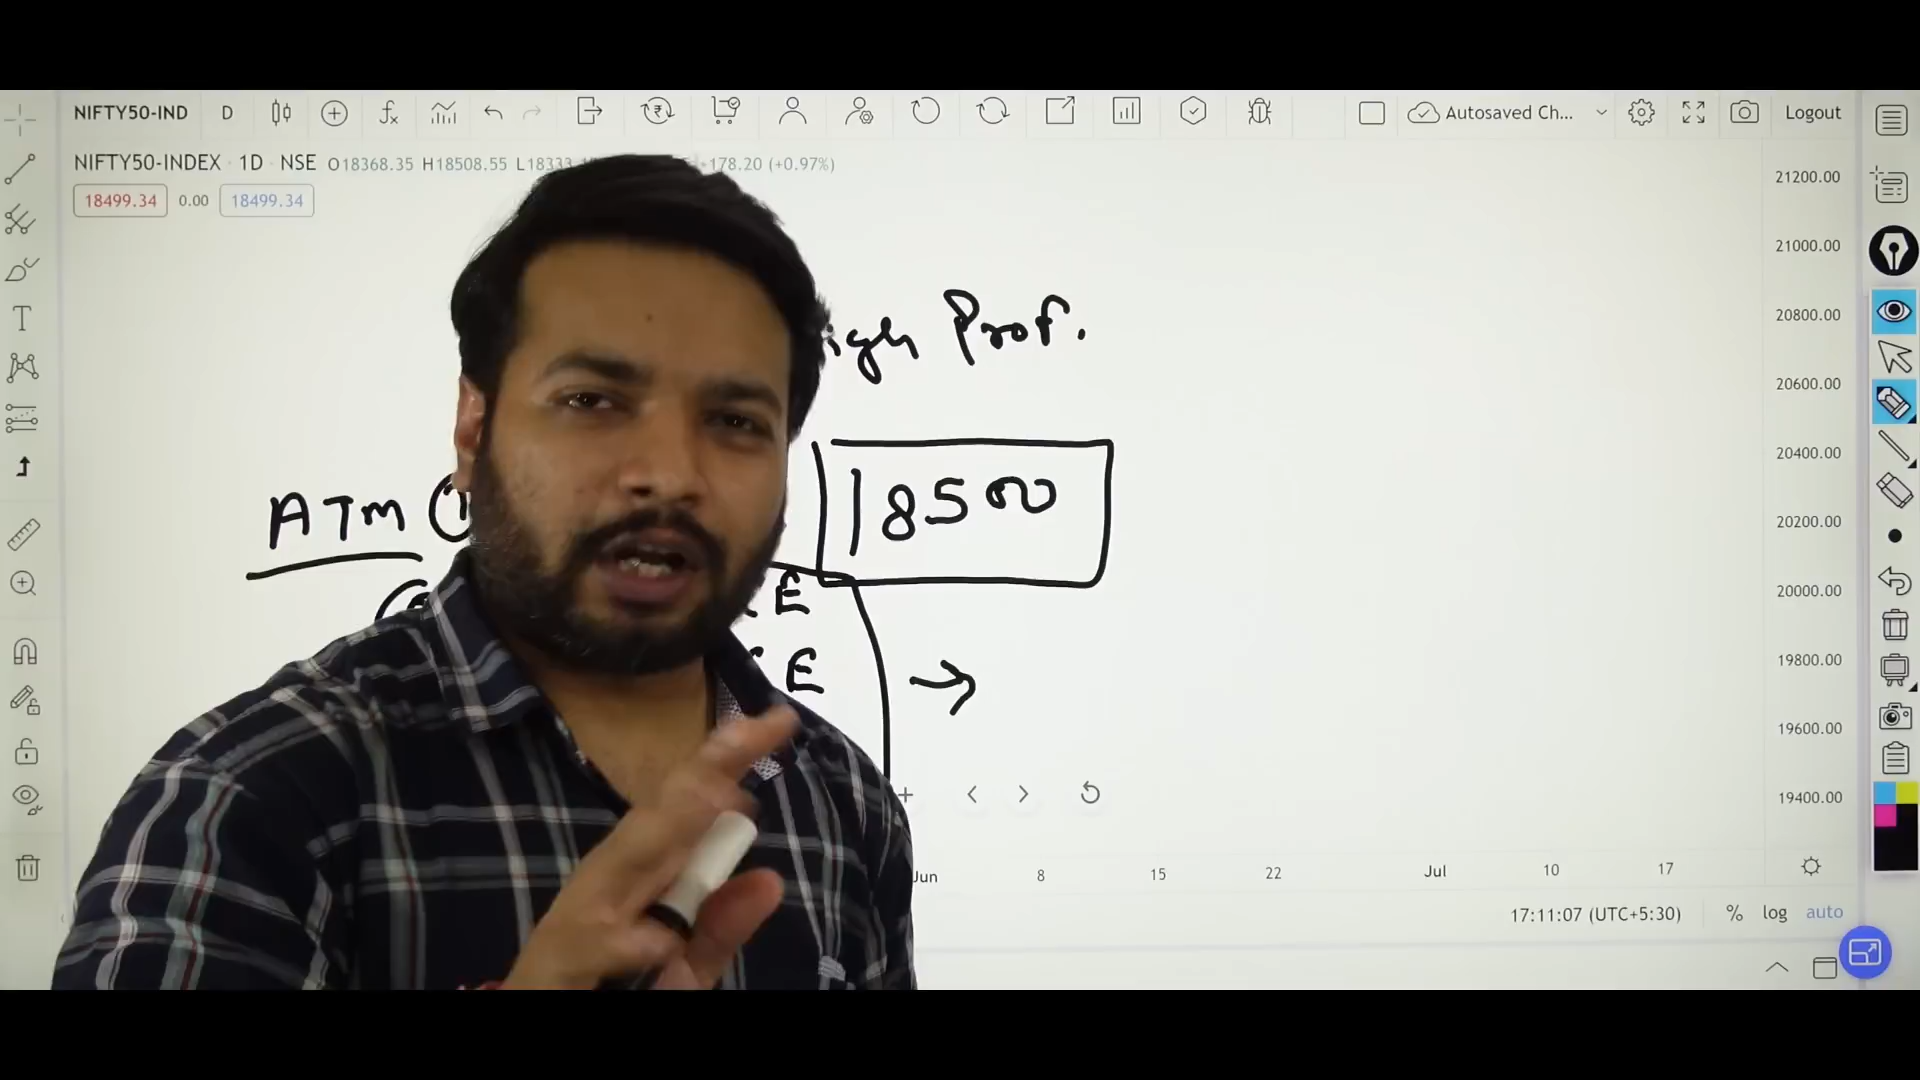 NIFTY50-IND D Autosaved Ch... Logout
NIFTY50-INDEX · 1D · NSE O18368.35 H18508.55 L18333 178.20 (+0.97%)
18499.34 0.00 18499.34
21200.00
21000.00
20800.00
20600.00
20400.00
20200.00
20000.00
19800.00
19600.00
19400.00
igh Prof.
ATM 1 18500
E
E →
Jun 8 15 22 Jul 10 17
17:11:07 (UTC+5:30) % log auto